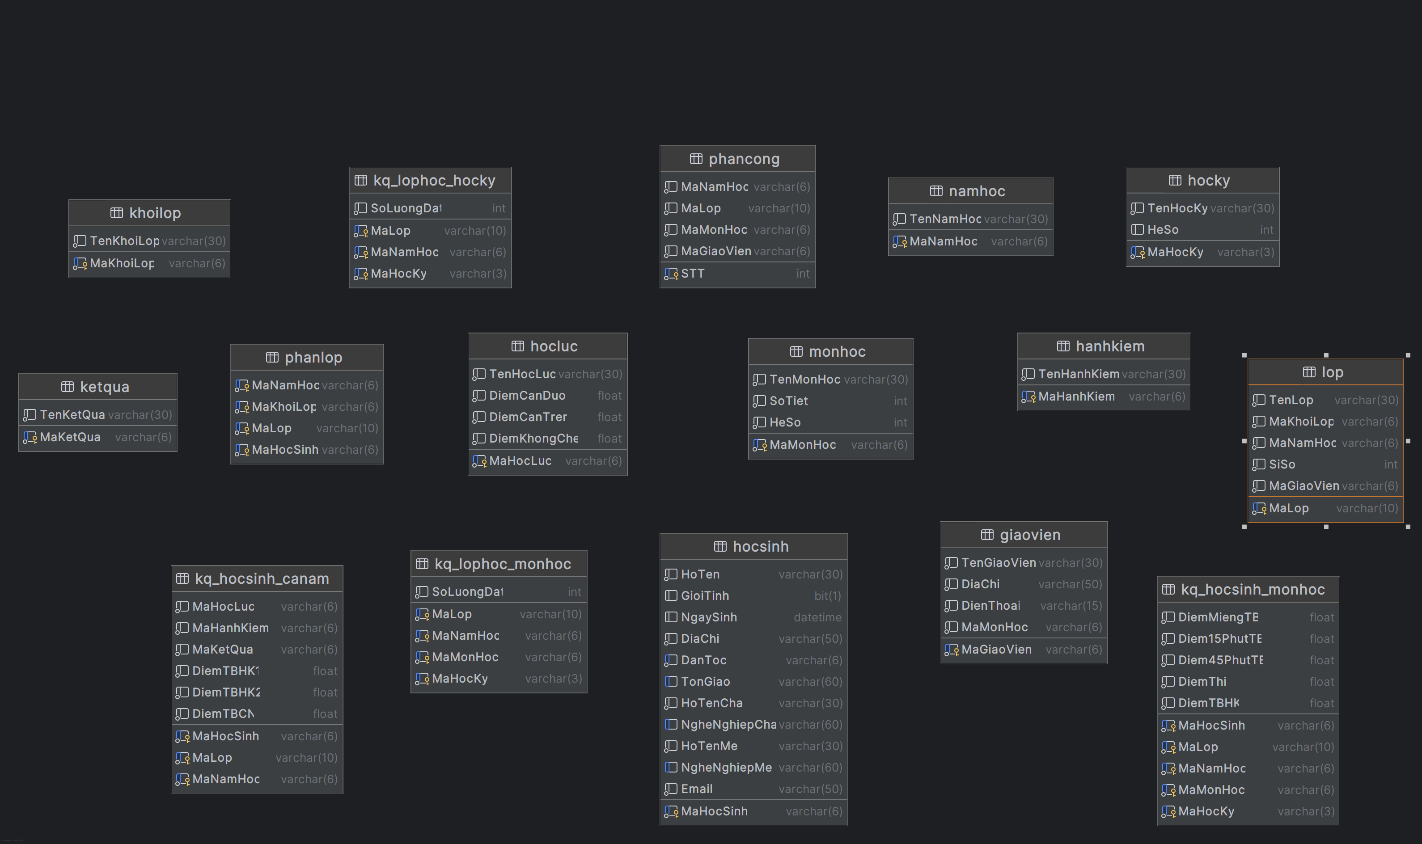 khoilop
TenKhoiLop varchar(30)
MaKhoiLop varchar(6)
kq_lophoc_hocky
SoLuongDat int
MaLop varchar(10)
MaNamHoc varchar(6)
MaHocKy varchar(3)
phancong
MaNamHoc varchar(6)
MaLop varchar(10)
MaMonHoc varchar(6)
MaGiaoVien varchar(6)
STT int
namhoc
TenNamHoc varchar(30)
MaNamHoc varchar(6)
hocky
TenHocKy varchar(30)
HeSo int
MaHocKy varchar(3)
ketqua
TenKetQua varchar(30)
MaKetQua varchar(6)
phanlop
MaNamHoc varchar(6)
MaKhoiLop varchar(6)
MaLop varchar(10)
MaHocSinh varchar(6)
hocluc
TenHocLuc varchar(30)
DiemCanDuo float
DiemCanTrer float
DiemKhongChe float
MaHocLuc varchar(6)
monhoc
TenMonHoc varchar(30)
SoTiet int
HeSo int
MaMonHoc varchar(6)
hanhkiem
TenHanhKiem varchar(30)
MaHanhKiem varchar(6)
lop
TenLop varchar(30)
MaKhoiLop varchar(6)
MaNamHoc varchar(6)
SiSo int
MaGiaoVien varchar(6)
MaLop varchar(10)
kq_hocsinh_canam
MaHocLuc varchar(6)
MaHanhKiem varchar(6)
MaKetQua varchar(6)
DiemTBHK1 float
DiemTBHK2 float
DiemTBCN float
MaHocSinh varchar(6)
MaLop varchar(10)
MaNamHoc varchar(6)
kq_lophoc_monhoc
SoLuongDat int
MaLop varchar(10)
MaNamHoc varchar(6)
MaMonHoc varchar(6)
MaHocKy varchar(3)
hocsinh
HoTen varchar(30)
GioiTinh bit(1)
NgaySinh datetime
DiaChi varchar(50)
DanToc varchar(6)
TonGiao varchar(60)
HoTenCha varchar(30)
NgheNghiepCha varchar(60)
HoTenMe varchar(30)
NgheNghiepMe varchar(60)
Email varchar(50)
MaHocSinh varchar(6)
giaovien
TenGiaoVien varchar(30)
DiaChi varchar(50)
DienThoai varchar(15)
MaMonHoc varchar(6)
MaGiaoVien varchar(6)
kq_hocsinh_monhoc
DiemMiengTB float
Diem15PhutTB float
Diem45PhutTB float
DiemThi float
DiemTBHK float
MaHocSinh varchar(6)
MaLop varchar(10)
MaNamHoc varchar(6)
MaMonHoc varchar(6)
MaHocKy varchar(3)